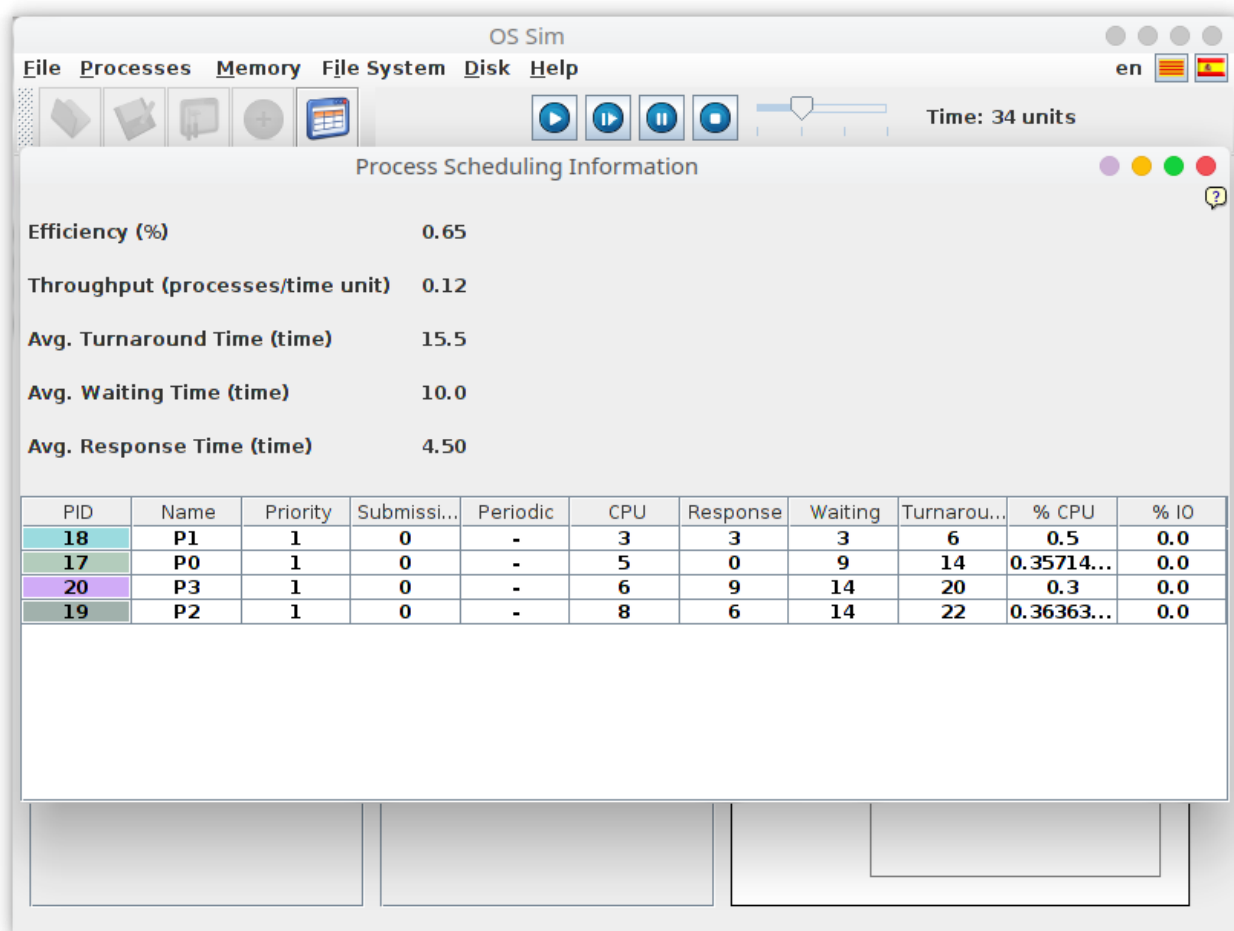 OS Sim
File Processes Memory File System Disk Help en
Time: 34 units
Process Scheduling Information
?
Efficiency (%) 0.65
Throughput (processes/time unit) 0.12
Avg. Turnaround Time (time) 15.5
Avg. Waiting Time (time) 10.0
Avg. Response Time (time) 4.50
PID Name Priority Submissi... Periodic CPU Response Waiting Turnarou... % CPU % IO
18 P1 1 0 - 3 3 3 6 0.5 0.0
17 P0 1 0 - 5 0 9 14 0.35714... 0.0
20 P3 1 0 - 6 9 14 20 0.3 0.0
19 P2 1 0 - 8 6 14 22 0.36363... 0.0